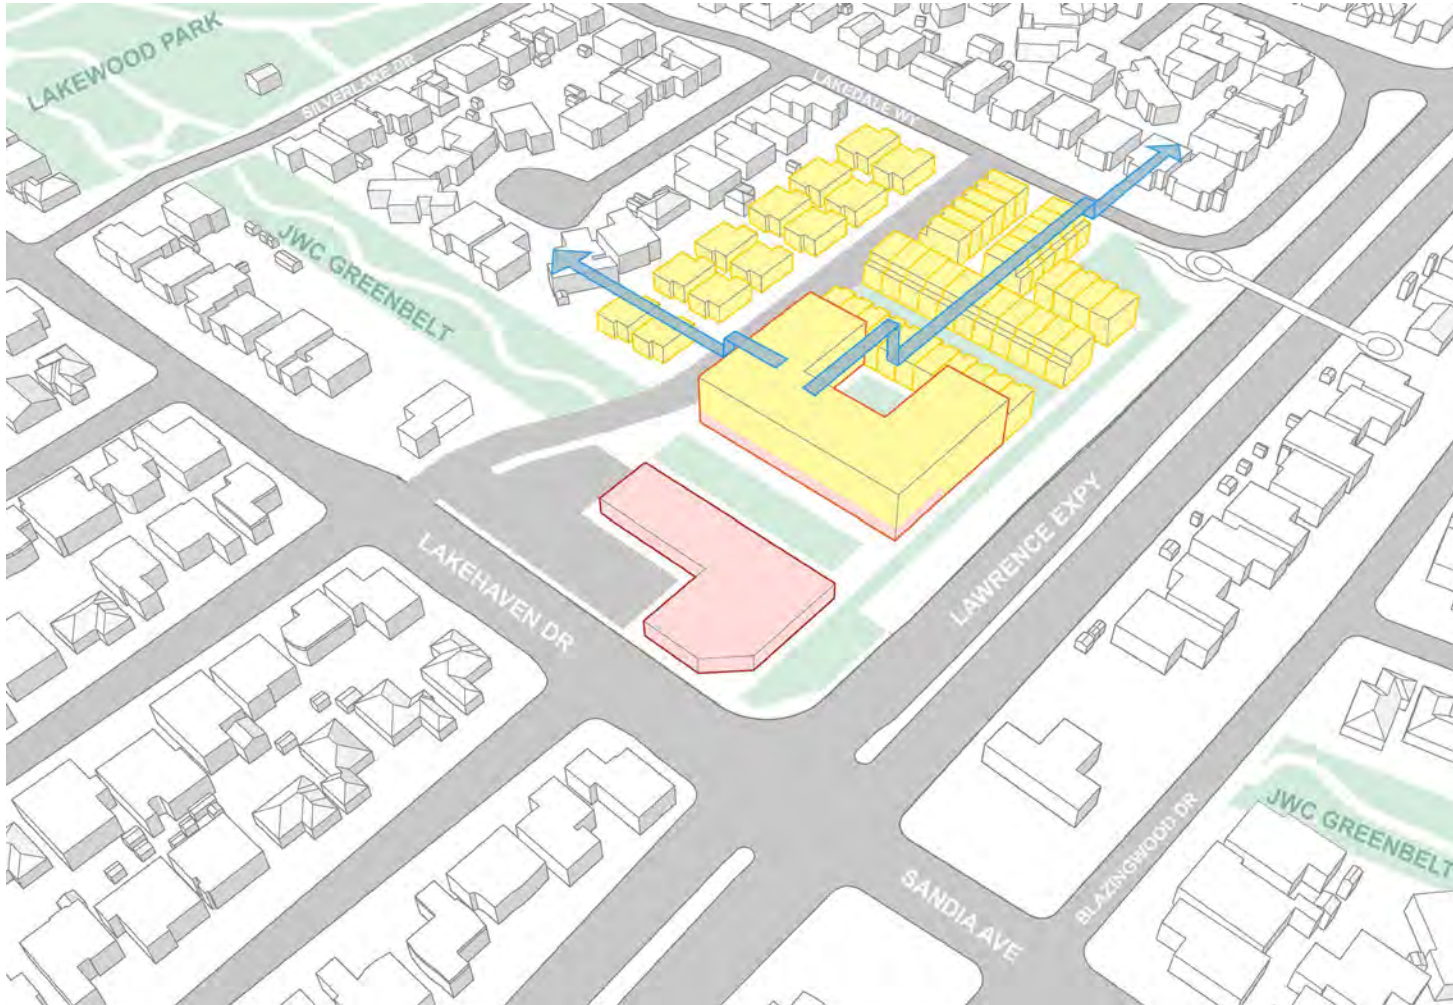 LAKEWOOD PARK
SILVERLAKE DR
LAKEDALE WY
JWC GREENBELT
LAKEHAVEN DR
LAWRENCE EXPY
JWC GREENBELT
BLAZINGWOOD DR
SANDIA AVE